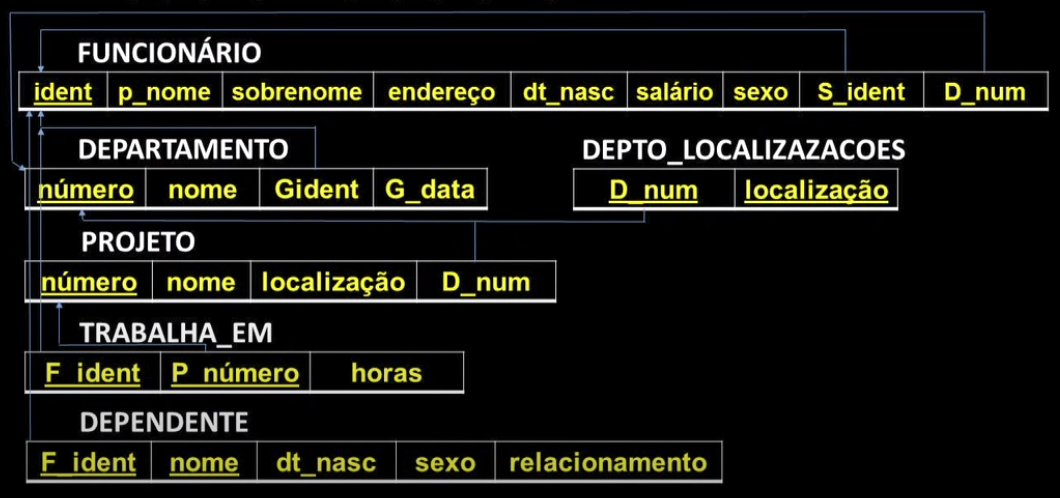 FUNCIONÁRIO
ident p_nome sobrenome endereço dt_nasc salário sexo S_ident D_num
DEPARTAMENTO DEPTO_LOCALIZAZACOES
número nome Gident G_data D_num localização
PROJETO
número nome localização D_num
TRABALHA_EM
F_ident P_número horas
DEPENDENTE
F_ident nome dt_nasc sexo relacionamento